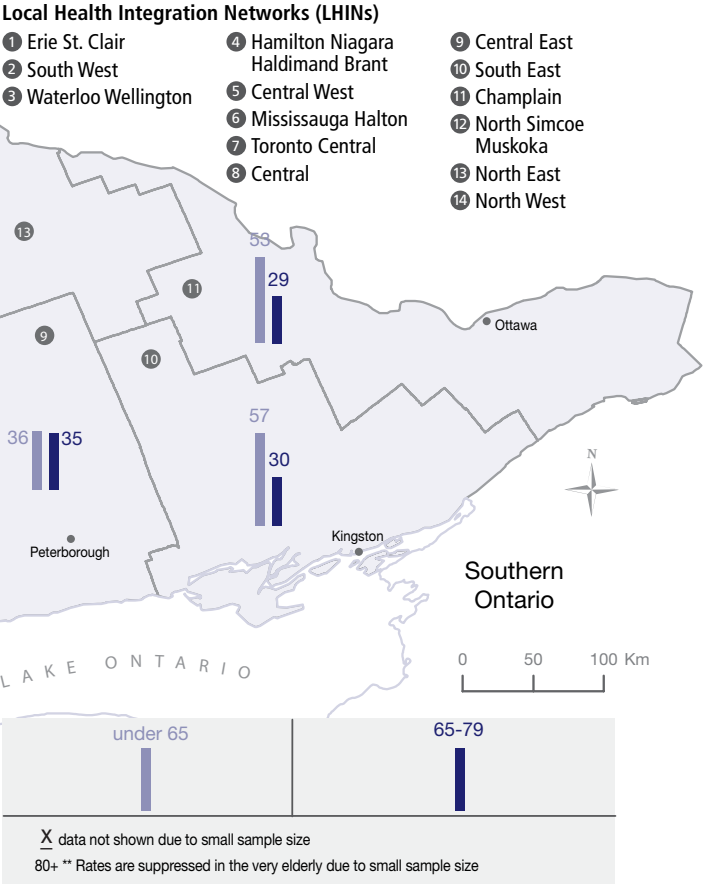 Local Health Integration Networks (LHINs)
1 Erie St. Clair
2 South West
3 Waterloo Wellington
4 Hamilton Niagara
Haldimand Brant
5 Central West
6 Mississauga Halton
7 Toronto Central
8 Central
9 Central East
10 South East
11 Champlain
12 North Simcoe
Muskoka
13 North East
14 North West
13
53
11
29
Ottawa
9
10
57
36
35
30
N
Kingston
Peterborough
Southern
Ontario
LAKE ONTARIO
0 50 100 Km
under 65
65-79
X data not shown due to small sample size
80+ ** Rates are suppressed in the very elderly due to small sample size